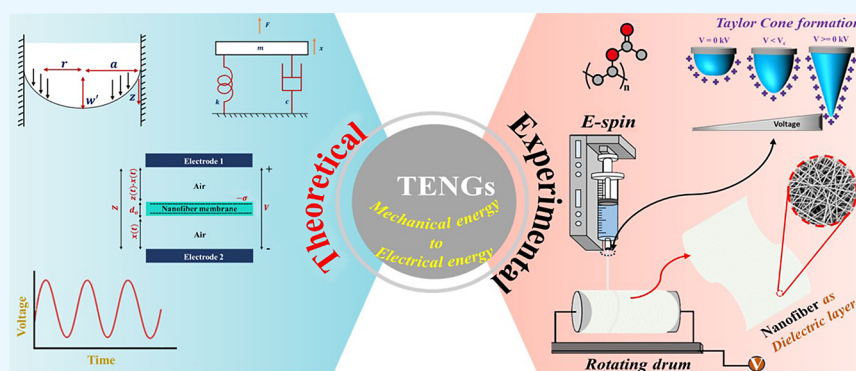 r
a
w'
z
F
m
x
k
c
Electrode 1
Air
z(t)-x(t)
+
-σ
Z
d₀
Nanofiber membrane
V
x(t)
Air
-
Electrode 2
Voltage
Time
Theoretical
TENGs
Mechanical energy
to
Electrical energy
Experimental
Taylor Cone formation
V = 0 kV
V < Vc
V >= 0 kV
n
E-spin
Voltage
Nanofiber as
Dielectric layer
Rotating drum
V